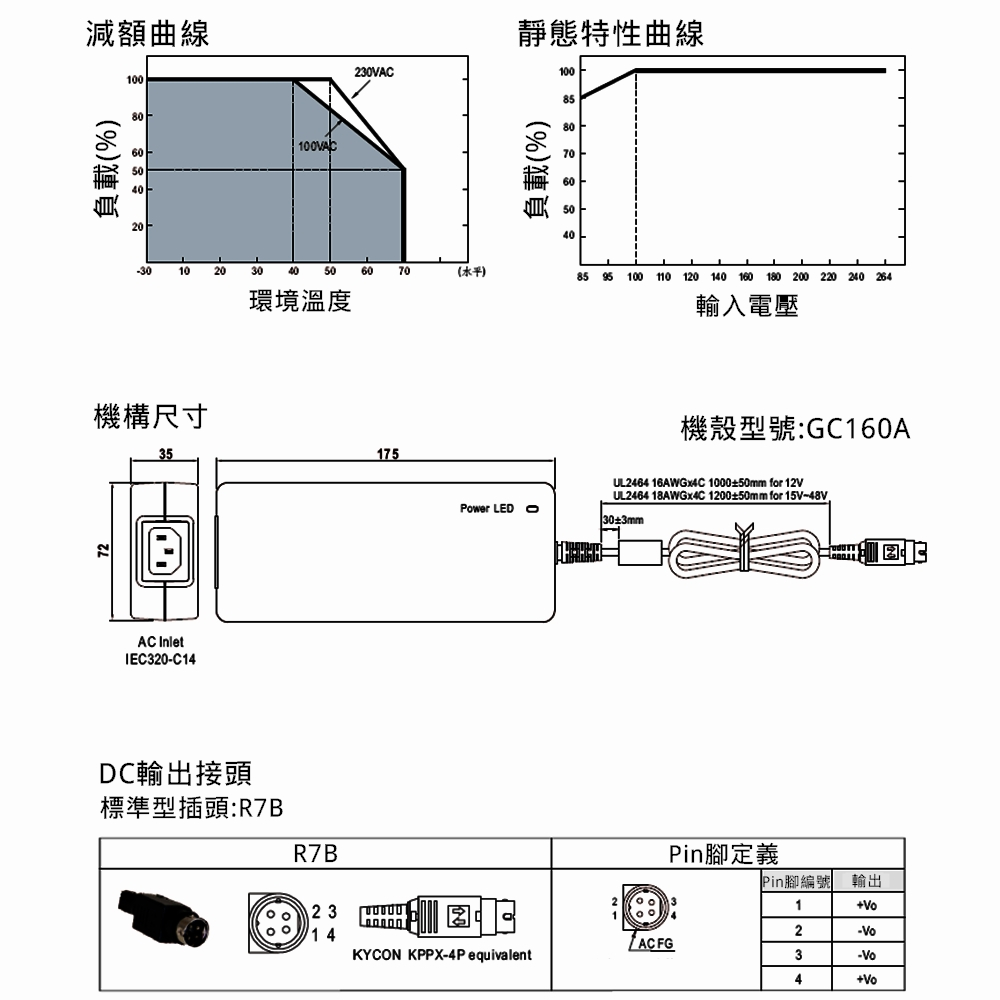 減額曲線
靜態特性曲線
負載(%)
100
80
60
50
40
20
230VAC
100VAC
-30 10 20 30 40 50 60 70 (水平)
環境溫度
負載(%)
100
85
80
70
60
50
40
85 95 100 110 120 140 160 180 200 220 240 264
輸入電壓
機構尺寸
機殼型號:GC160A
35
175
72
Power LED
UL2464 16AWGx4C 1000±50mm for 12V
UL2464 18AWGx4C 1200±50mm for 15V~48V
30±3mm
AC Inlet
IEC320-C14
DC輸出接頭
標準型插頭:R7B
R7B
Pin腳定義
2 3
1 4
KYCON KPPX-4P equivalent
2 3
1 4
AC FG
Pin腳編號 輸出
1 +Vo
2 -Vo
3 -Vo
4 +Vo